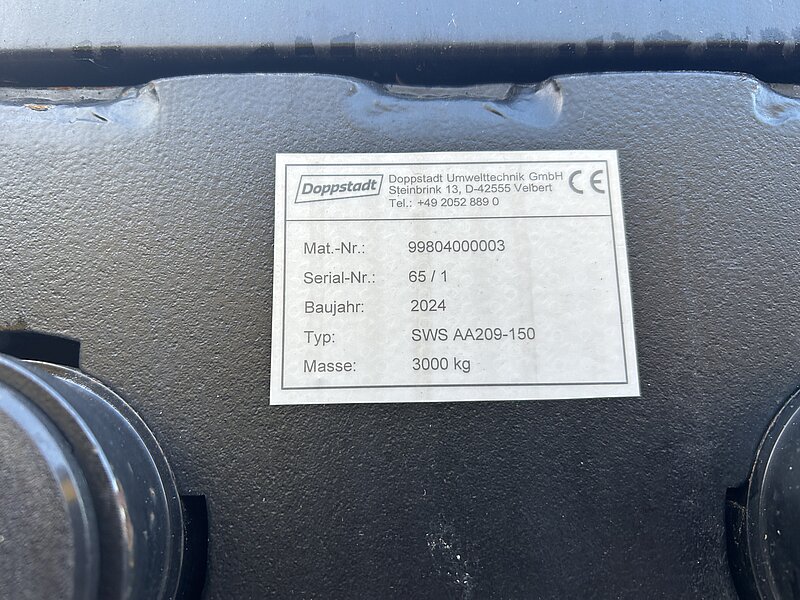 Doppstadt
Doppstadt Umwelttechnik GmbH
Steinbrink 13, D-42555 Velbert
Tel.: +49 2052 889 0
CE
Mat.-Nr.: 99804000003
Serial-Nr.: 65 / 1
Baujahr: 2024
Typ: SWS AA209-150
Masse: 3000 kg